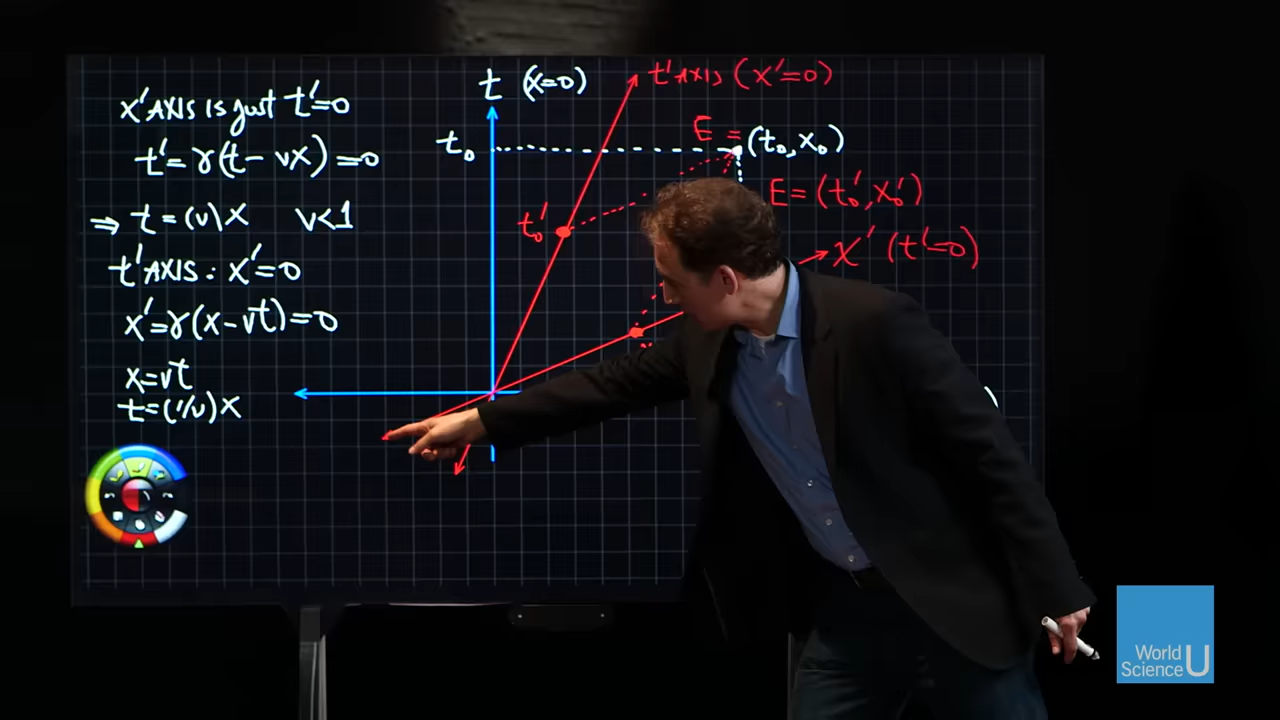 x' AXIS IS just t'=0
t'=γ(t-vx)=0
⇒ t=(v)x v<1
t' AXIS: x'=0
x'=γ(x-vt)=0
x=vt
t=(1/v)x
t (x=0)
t' AXIS (x'=0)
t₀
E = (t₀,x₀)
E=(t₀',x₀')
t₀'
x' (t'=0)
)
World
Science U